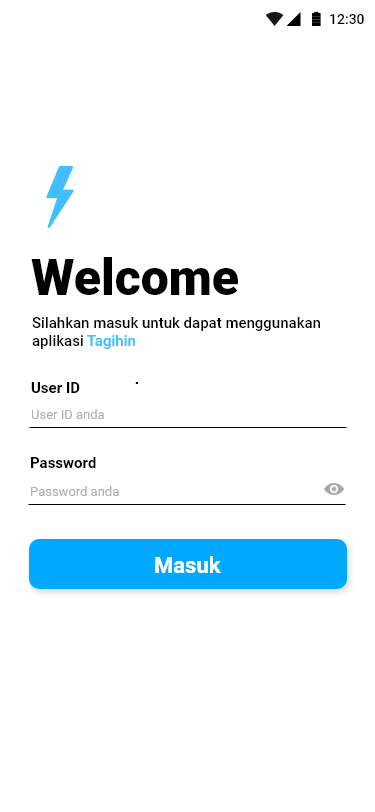 12:30
Welcome
Silahkan masuk untuk dapat menggunakan
aplikasi Tagihin
User ID
User ID anda
Password
Password anda
Masuk